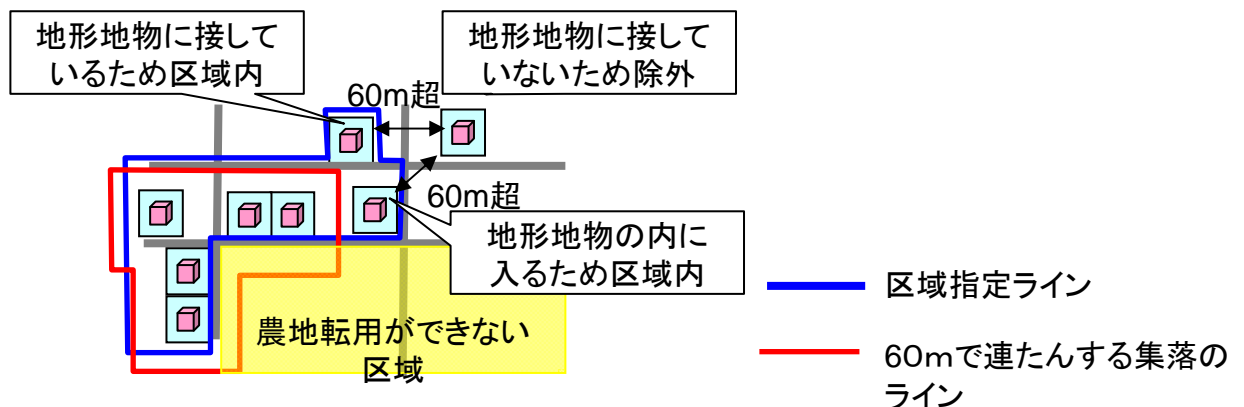 地形地物に接して
いるため区域内
地形地物に接して
いないため除外
60m超
60m超
地形地物の内に
入るため区域内
農地転用ができない
区域
区域指定ライン
60ｍで連たんする集落の
ライン